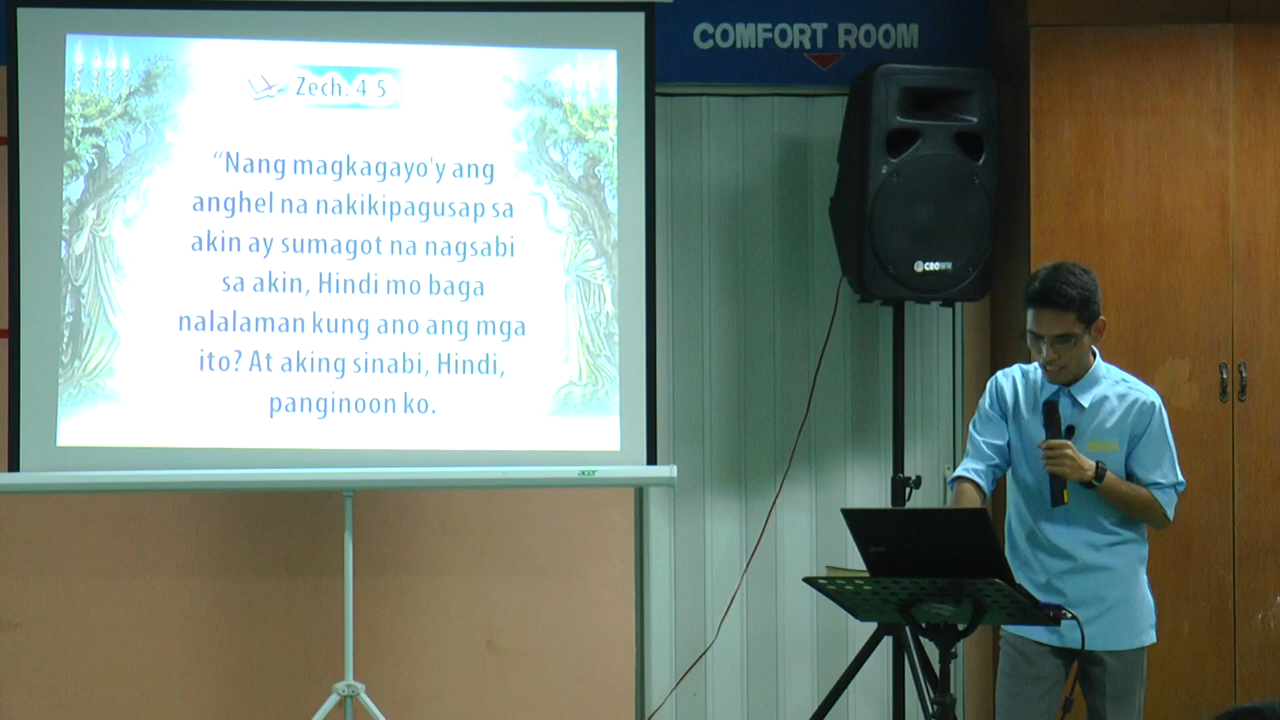 Zech. 4 5
“Nang magkagayo'y ang
anghel na nakikipagusap sa
akin ay sumagot na nagsabi
sa akin, Hindi mo baga
nalalaman kung ano ang mga
ito? At aking sinabi, Hindi,
panginoon ko.
acer
COMFORT ROOM
CROWN